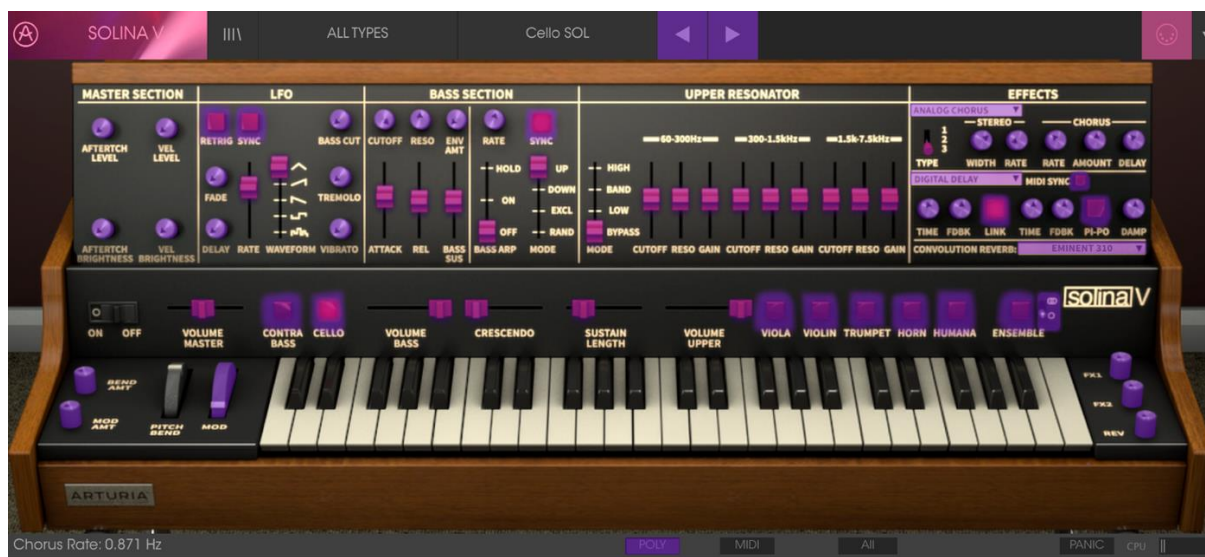 SOLINA V ALL TYPES Cello SOL
MASTER SECTION LFO BASS SECTION UPPER RESONATOR EFFECTS
ANALOG CHORUS
STEREO CHORUS
1
2
3
TYPE WIDTH RATE RATE AMOUNT DELAY
AFTERTCH LEVEL VEL LEVEL
RETRIG SYNC BASS CUT
FADE TREMOLO
CUTOFF RESO ENV AMT RATE SYNC
HOLD UP
DOWN
ON EXCL
OFF RAND
60-300Hz 300-1.5kHz 1.5k-7.5kHz
HIGH
BAND
LOW
BYPASS
DIGITAL DELAY MIDI SYNC
AFTERTCH BRIGHTNESS VEL BRIGHTNESS
DELAY RATE WAVEFORM VIBRATO
ATTACK REL BASS SUS BASS ARP MODE
MODE CUTOFF RESO GAIN CUTOFF RESO GAIN CUTOFF RESO GAIN
TIME FDBK LINK TIME FDBK PI-PO DAMP
CONVOLUTION REVERB: EMINENT 310
solina V
ON OFF VOLUME MASTER CONTRA BASS CELLO VOLUME BASS CRESCENDO SUSTAIN LENGTH VOLUME UPPER VIOLA VIOLIN TRUMPET HORN HUMANA ENSEMBLE
BEND AMT
MOD AMT
PITCH BEND MOD
FX1
FX2
REV
ARTURIA
Chorus Rate: 0.871 Hz POLY MIDI All PANIC CPU